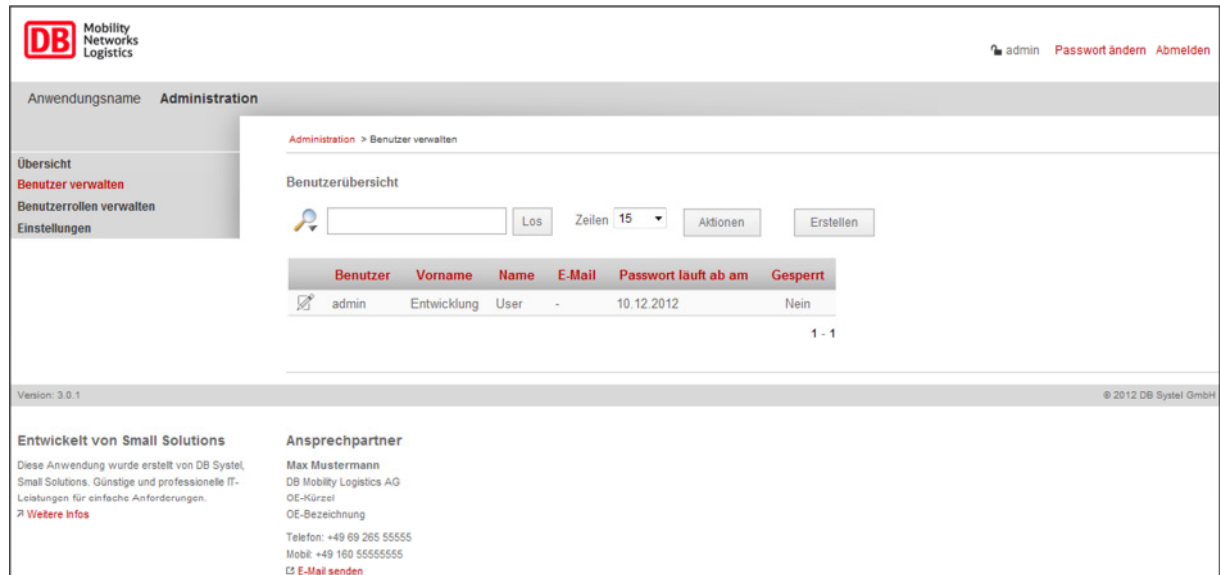 DB
Mobility
Networks
Logistics
admin Passwort ändern Abmelden
Anwendungsname Administration
Administration > Benutzer verwalten
Übersicht
Benutzer verwalten
Benutzerrollen verwalten
Einstellungen
Benutzerübersicht
Los Zeilen 15 Aktionen Erstellen
Benutzer Vorname Name E-Mail Passwort läuft ab am Gesperrt
admin Entwicklung User - 10.12.2012 Nein
1 - 1
Version: 3.0.1 © 2012 DB Systel GmbH
Entwickelt von Small Solutions
Diese Anwendung wurde erstellt von DB Systel,
Small Solutions. Günstige und professionelle IT-
Leistungen für einfache Anforderungen.
Weitere Infos
Ansprechpartner
Max Mustermann
DB Mobility Logistics AG
OE-Kürzel
OE-Bezeichnung
Telefon: +49 69 265 55555
Mobil: +49 160 55555555
E-Mail senden